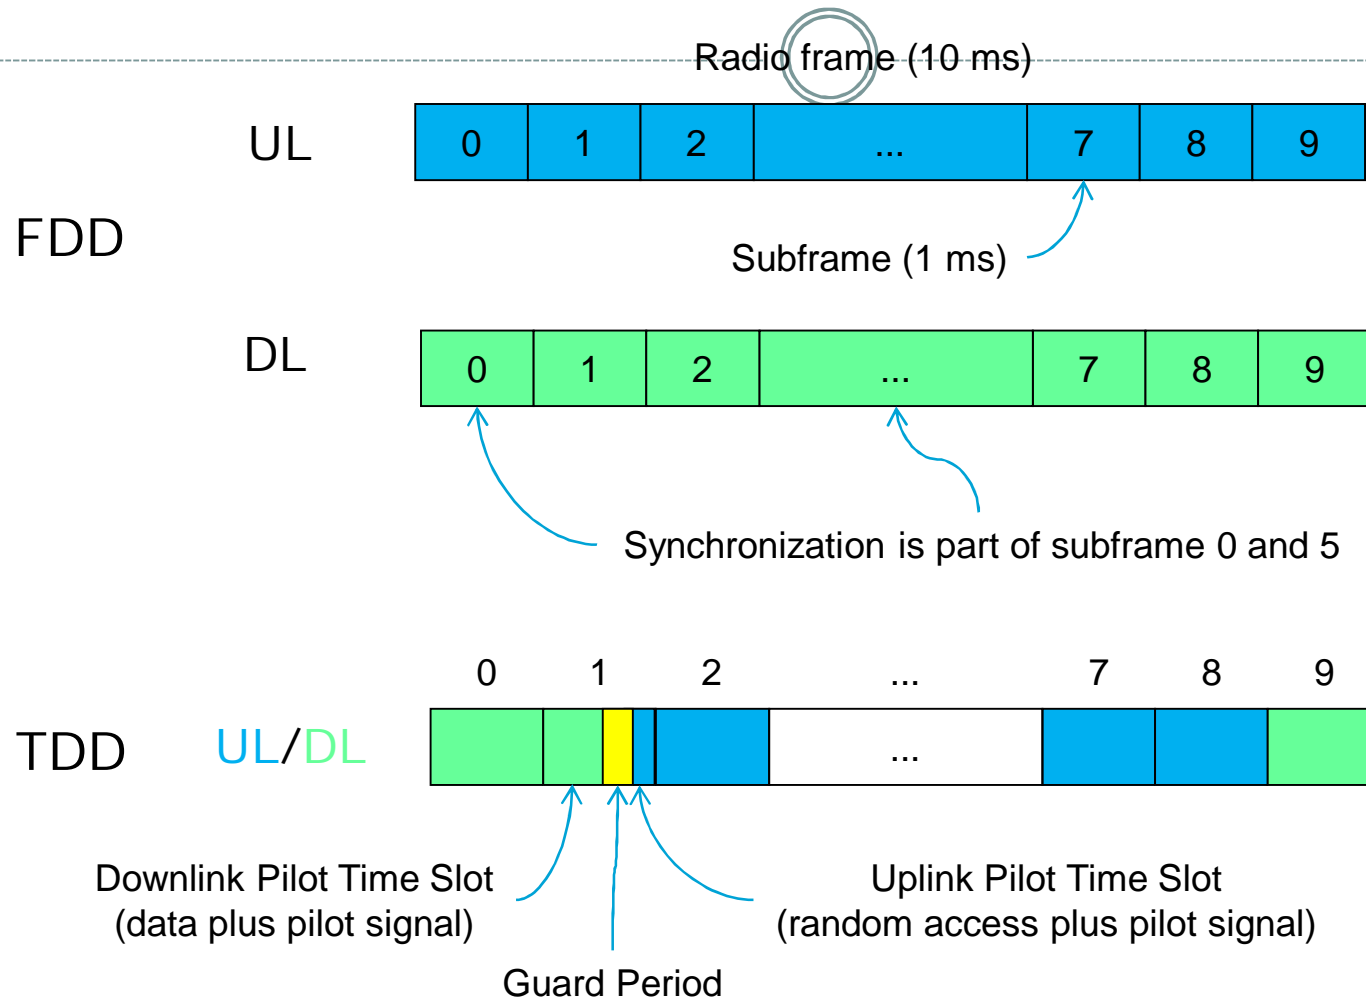 Radio frame (10 ms)
UL
0 1 2 ... 7 8 9
FDD
Subframe (1 ms)
DL
0 1 2 ... 7 8 9
Synchronization is part of subframe 0 and 5
0 1 2 ... 7 8 9
TDD UL/DL ...
Downlink Pilot Time Slot
(data plus pilot signal)
Uplink Pilot Time Slot
(random access plus pilot signal)
Guard Period